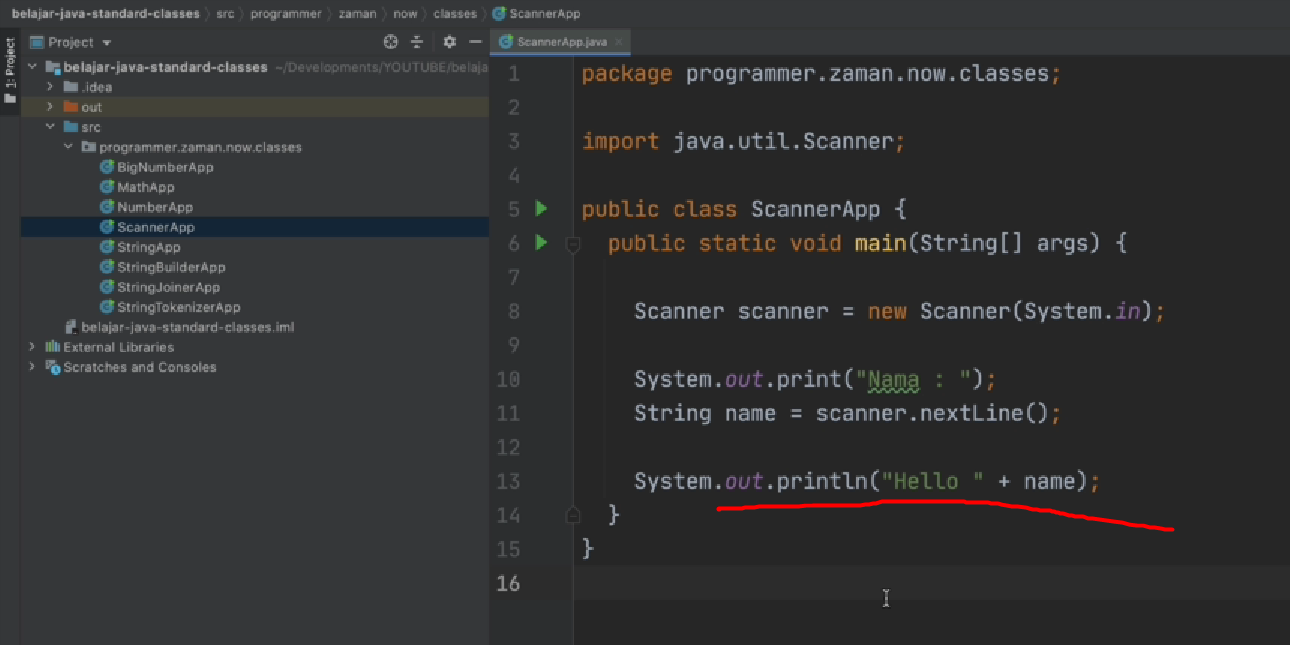 belajar-java-standard-classes src programmer zaman now classes ScannerApp
1: Project
Project
belajar-java-standard-classes ~/Developments/YOUTUBE/belaja
.idea
out
src
programmer.zaman.now.classes
BigNumberApp
MathApp
NumberApp
ScannerApp
StringApp
StringBuilderApp
StringJoinerApp
StringTokenizerApp
belajar-java-standard-classes.iml
External Libraries
Scratches and Consoles
ScannerApp.java
1 package programmer.zaman.now.classes;
2
3 import java.util.Scanner;
4
5 public class ScannerApp {
6 public static void main(String[] args) {
7
8 Scanner scanner = new Scanner(System.in);
9
10 System.out.print("Nama : ");
11 String name = scanner.nextLine();
12
13 System.out.println("Hello " + name);
14 }
15 }
16